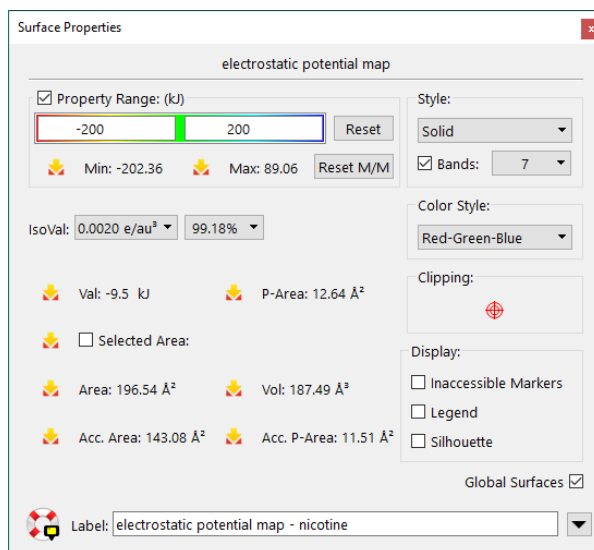 Surface Properties
x
electrostatic potential map
Property Range: (kJ)
-200 200 Reset
Min: -202.36 Max: 89.06 Reset M/M
Style:
Solid
Bands: 7
IsoVal: 0.0020 e/au³ 99.18%
Color Style:
Red-Green-Blue
Val: -9.5 kJ P-Area: 12.64 Å²
Clipping:
Selected Area:
Area: 196.54 Å² Vol: 187.49 Å³
Acc. Area: 143.08 Å² Acc. P-Area: 11.51 Å²
Display:
Inaccessible Markers
Legend
Silhouette
Global Surfaces
Label: electrostatic potential map - nicotine